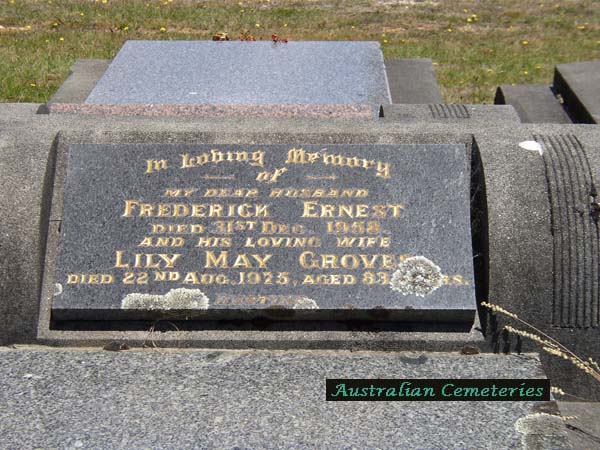 In Loving Memory
of
MY DEAR HUSBAND
FREDERICK ERNEST
DIED 31ST DEC. 1958.
AND HIS LOVING WIFE
LILY MAY GROVES
DIED 22ND AUG. 1975, AGED 83
Australian Cemeteries